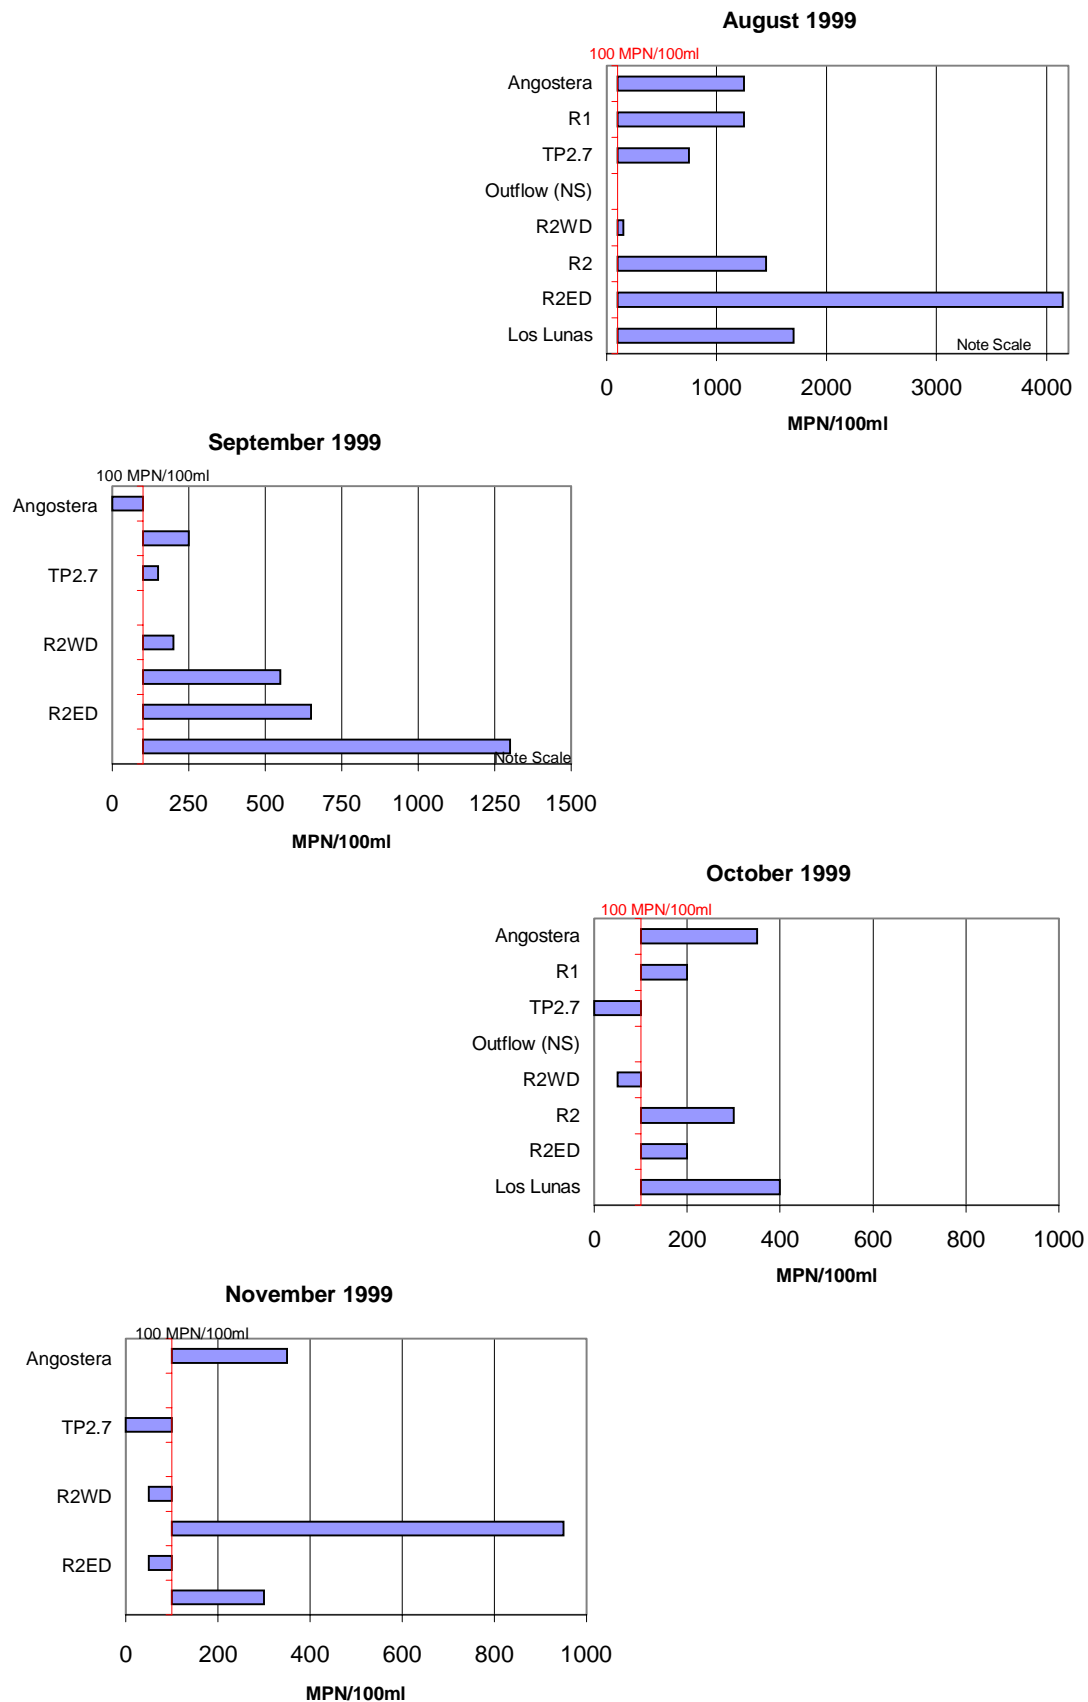 August 1999
100 MPN/100ml
Angostera
R1
TP2.7
Outflow (NS)
R2WD
R2
R2ED
Los Lunas
Note Scale
0 1000 2000 3000 4000
MPN/100ml
September 1999
100 MPN/100ml
Angostera
TP2.7
R2WD
R2ED
Note Scale
0 250 500 750 1000 1250 1500
MPN/100ml
October 1999
100 MPN/100ml
Angostera
R1
TP2.7
Outflow (NS)
R2WD
R2
R2ED
Los Lunas
0 200 400 600 800 1000
MPN/100ml
November 1999
100 MPN/100ml
Angostera
TP2.7
R2WD
R2ED
0 200 400 600 800 1000
MPN/100ml